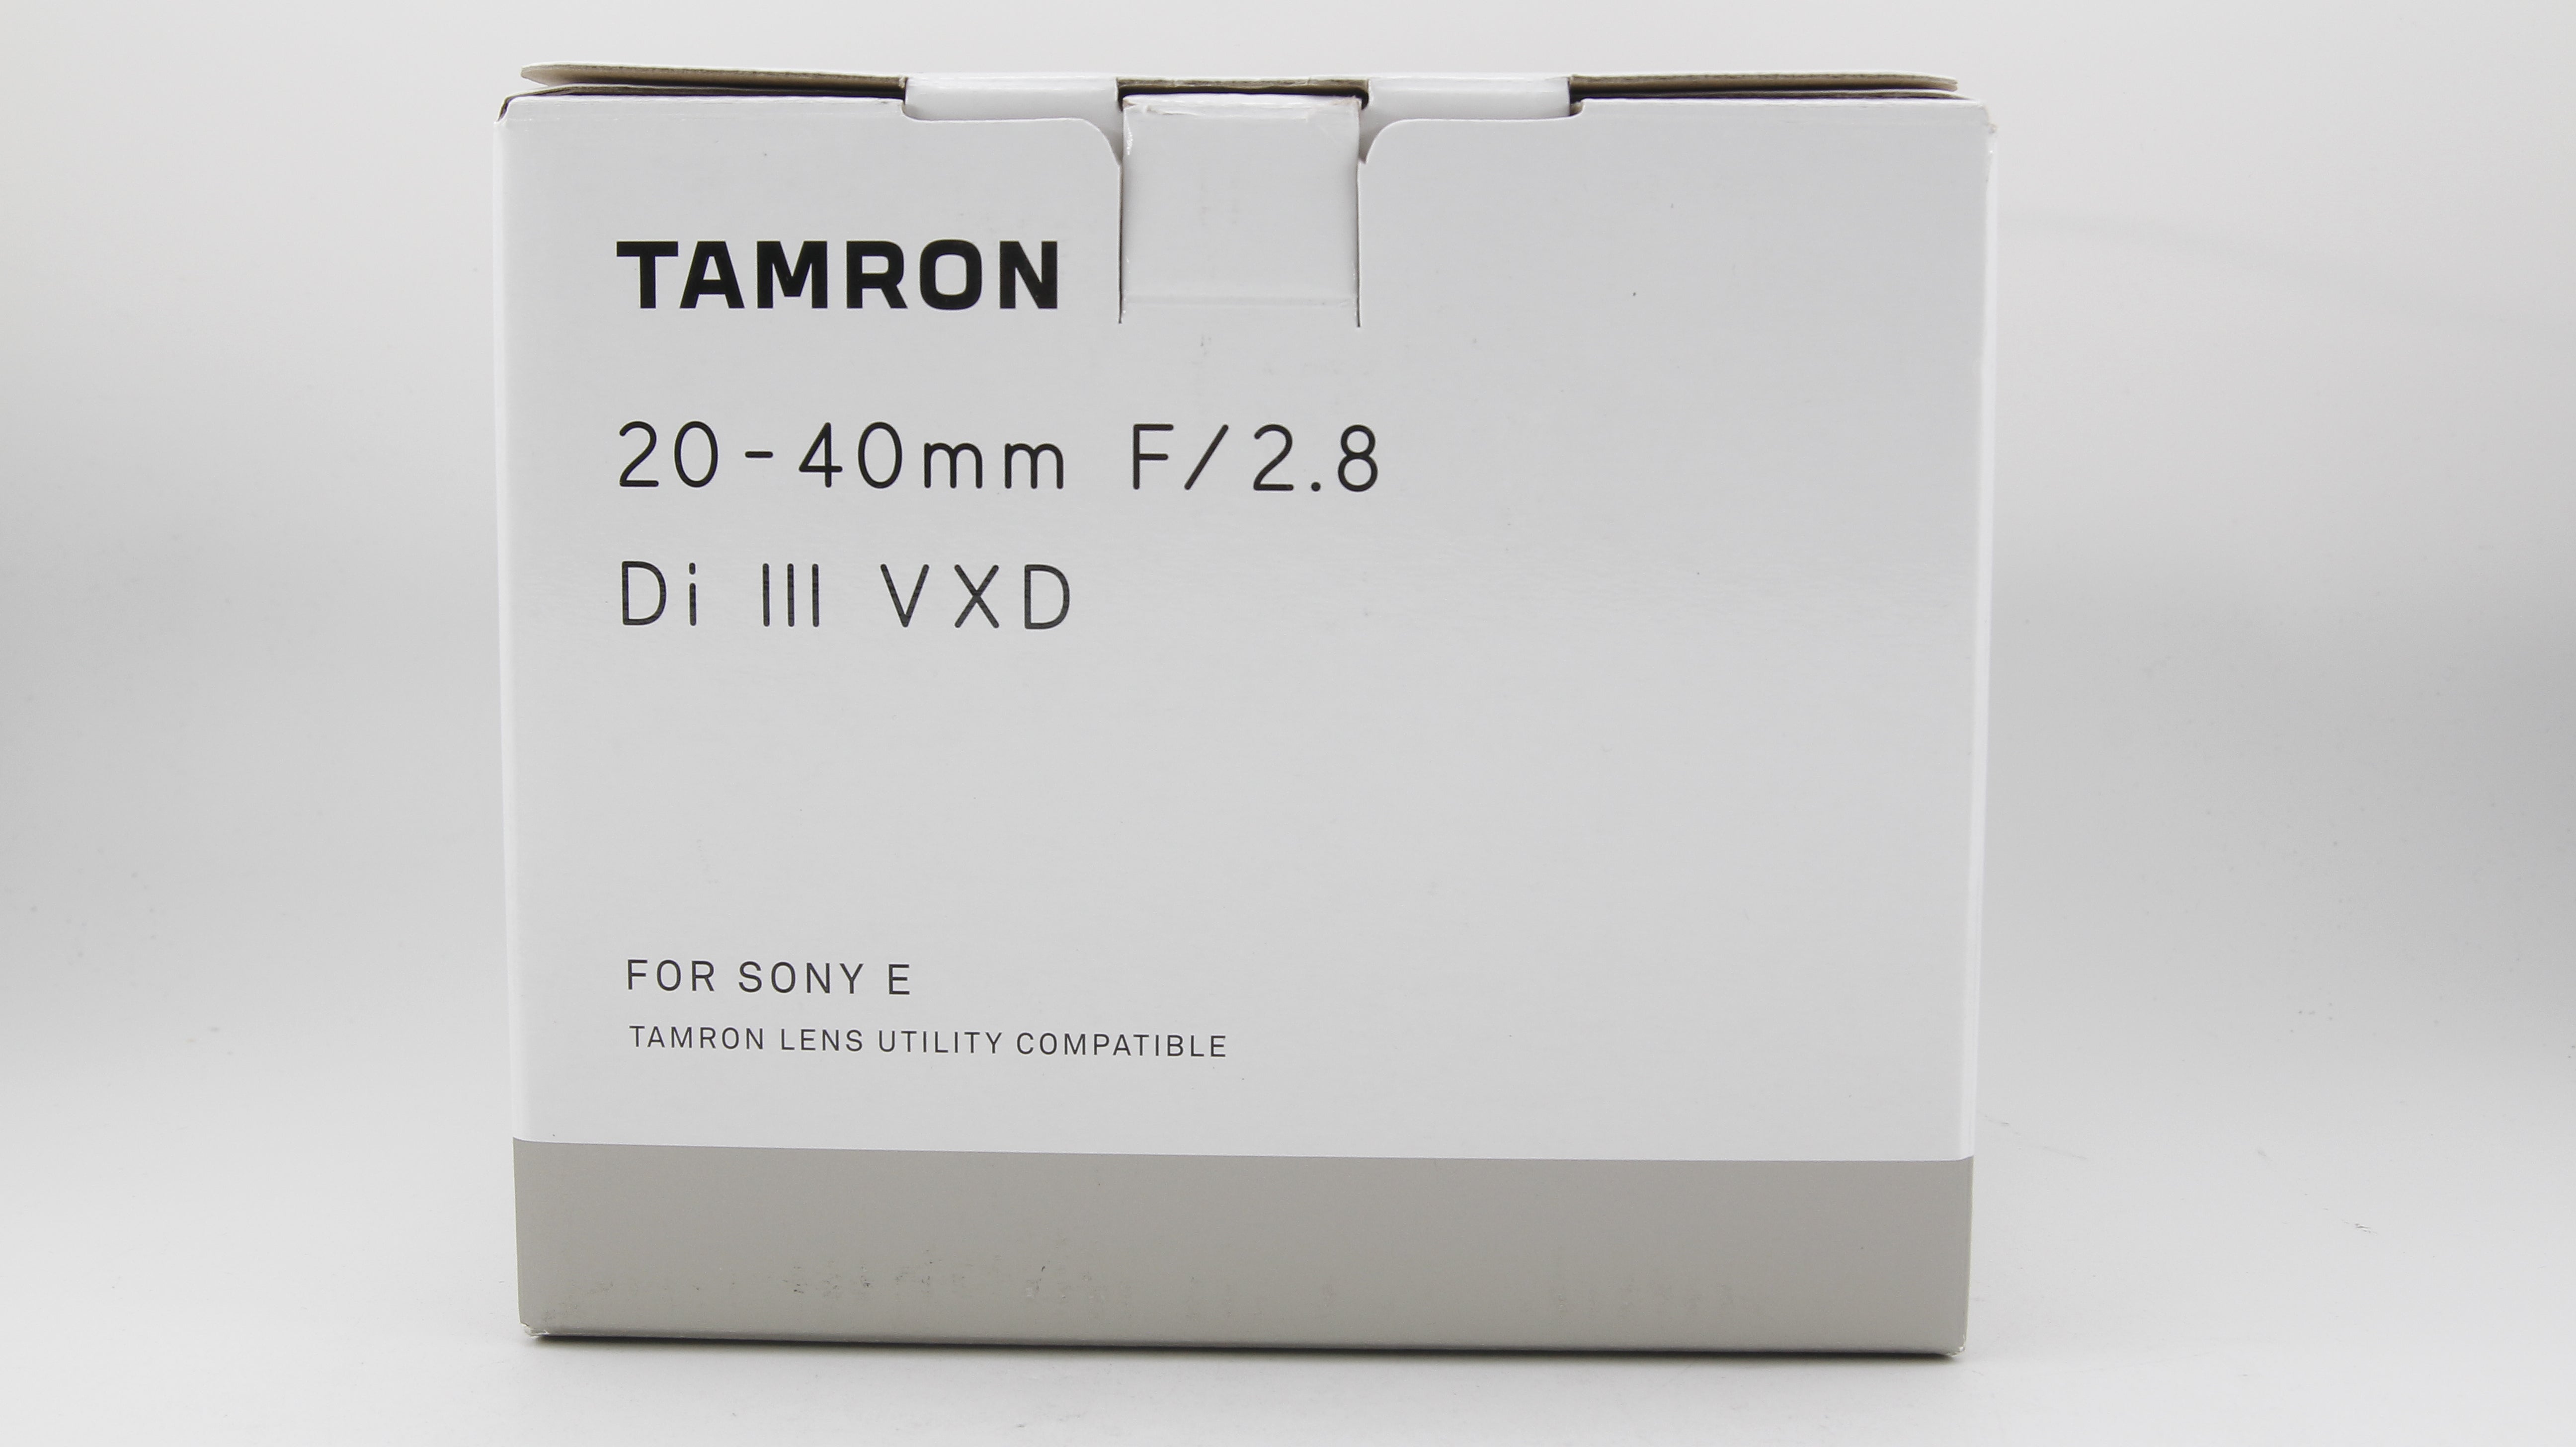 TAMRON
20-40mm F/2.8
Di III VXD
FOR SONY E
TAMRON LENS UTILITY COMPATIBLE